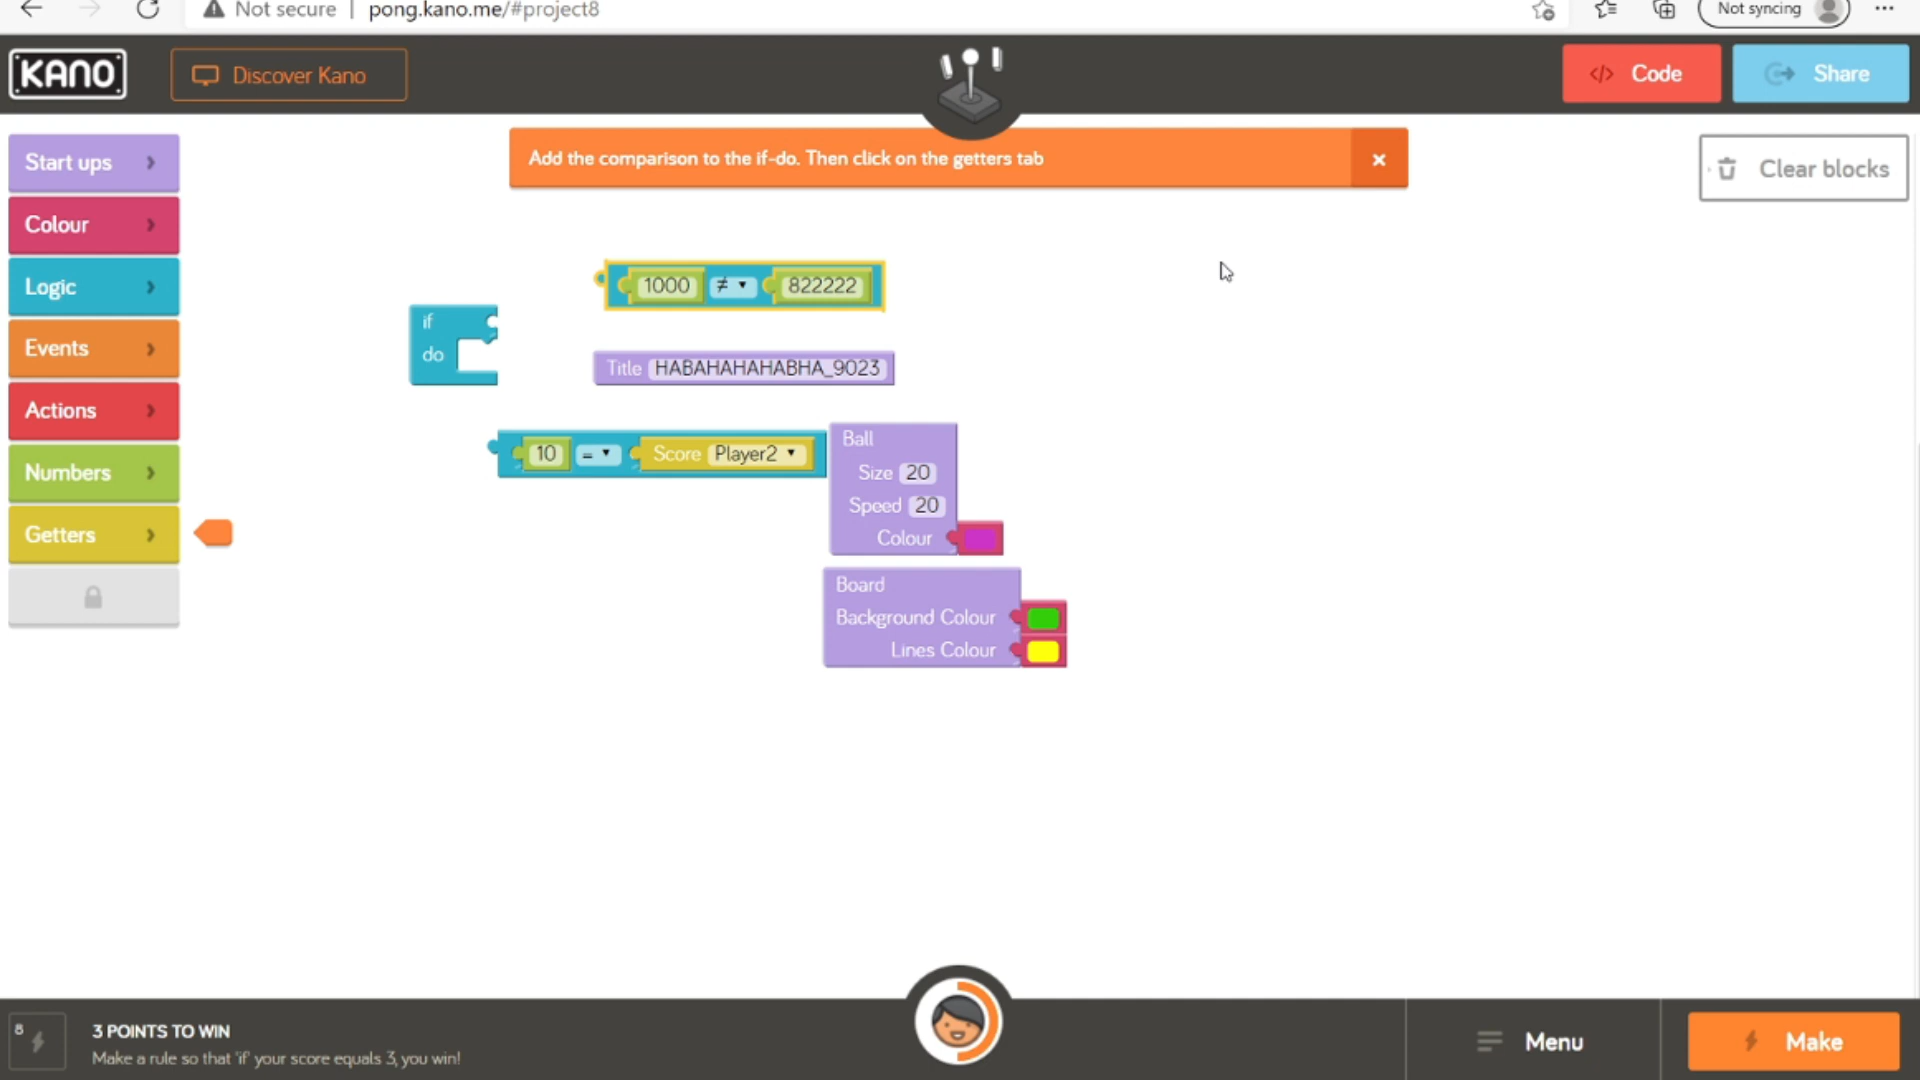 Not secure | pong.kano.me/#project8
Not syncing
KANO
Discover Kano
</> Code
Share
Add the comparison to the if-do. Then click on the getters tab
×
Clear blocks
Start ups
Colour
Logic
Events
Actions
Numbers
Getters
1000 ≠ 822222
if
do
Title HABAHAHAHABHA_9023
10 = Score Player2
Ball
Size 20
Speed 20
Colour
Board
Background Colour
Lines Colour
8
3 POINTS TO WIN
Make a rule so that 'if' your score equals 3, you win!
Menu
Make